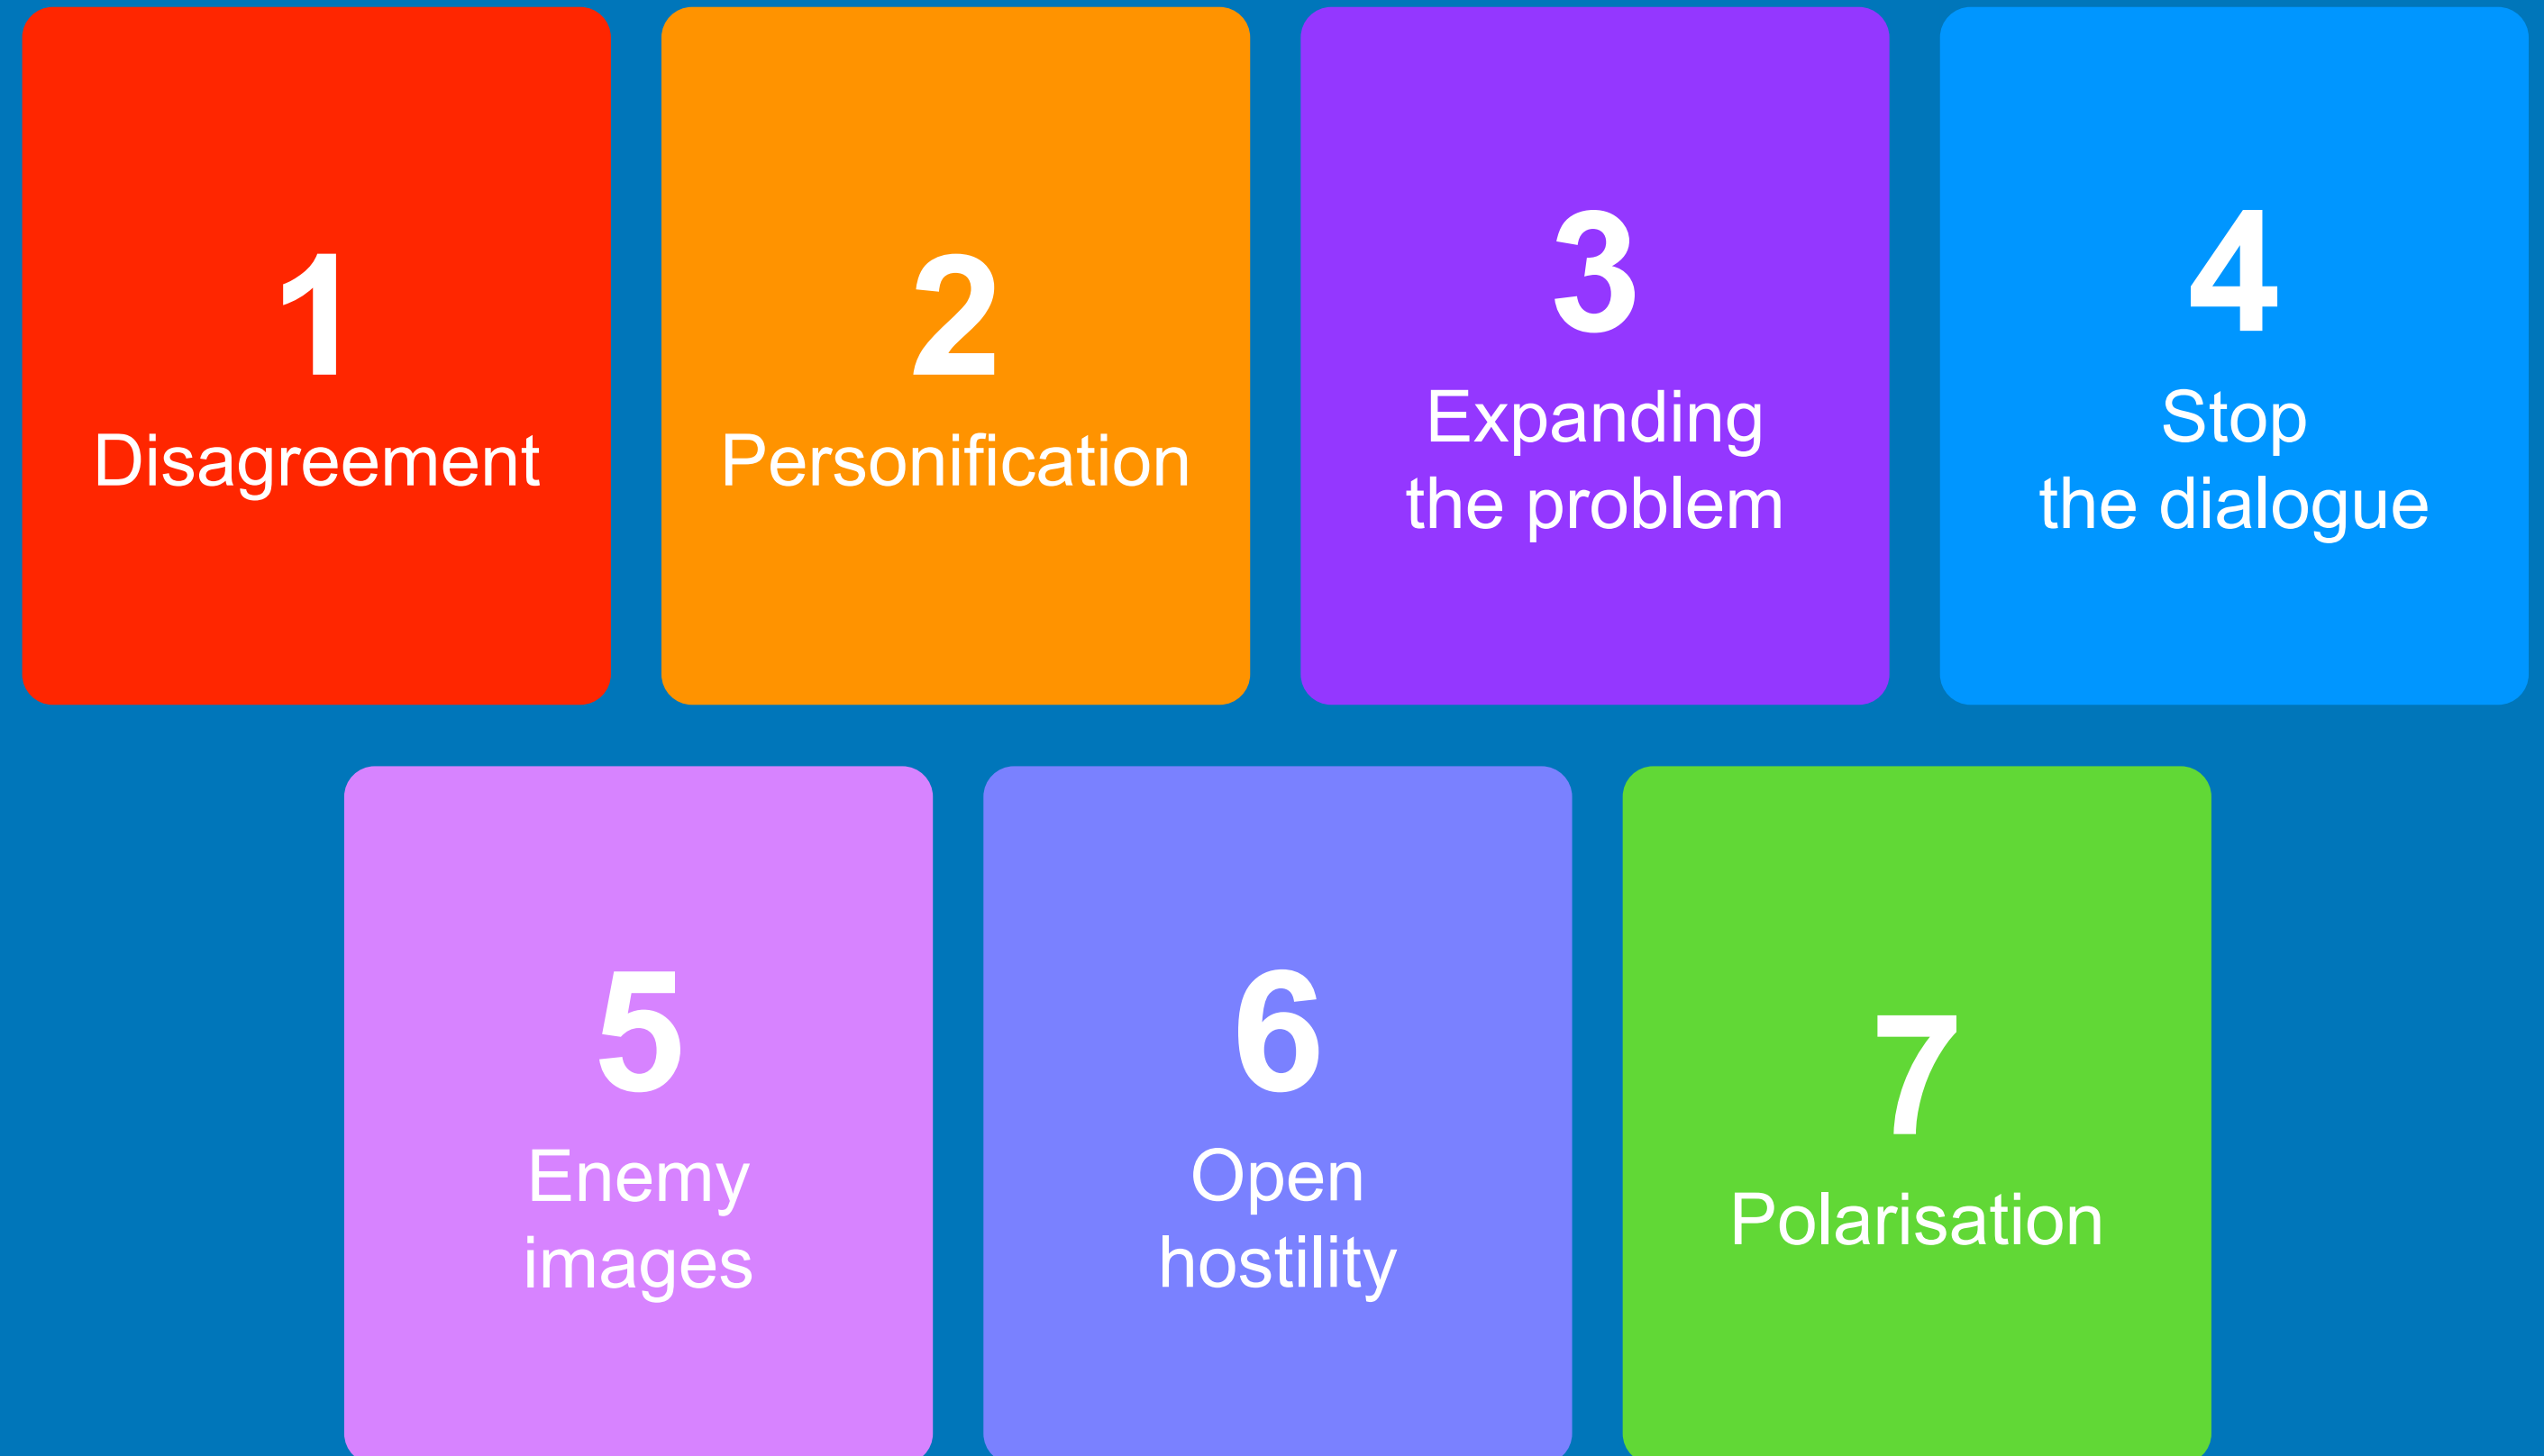 1
Disagreement
2
Personification
3
Expanding
the problem
4
Stop
the dialogue
5
Enemy
images
6
Open
hostility
7
Polarisation